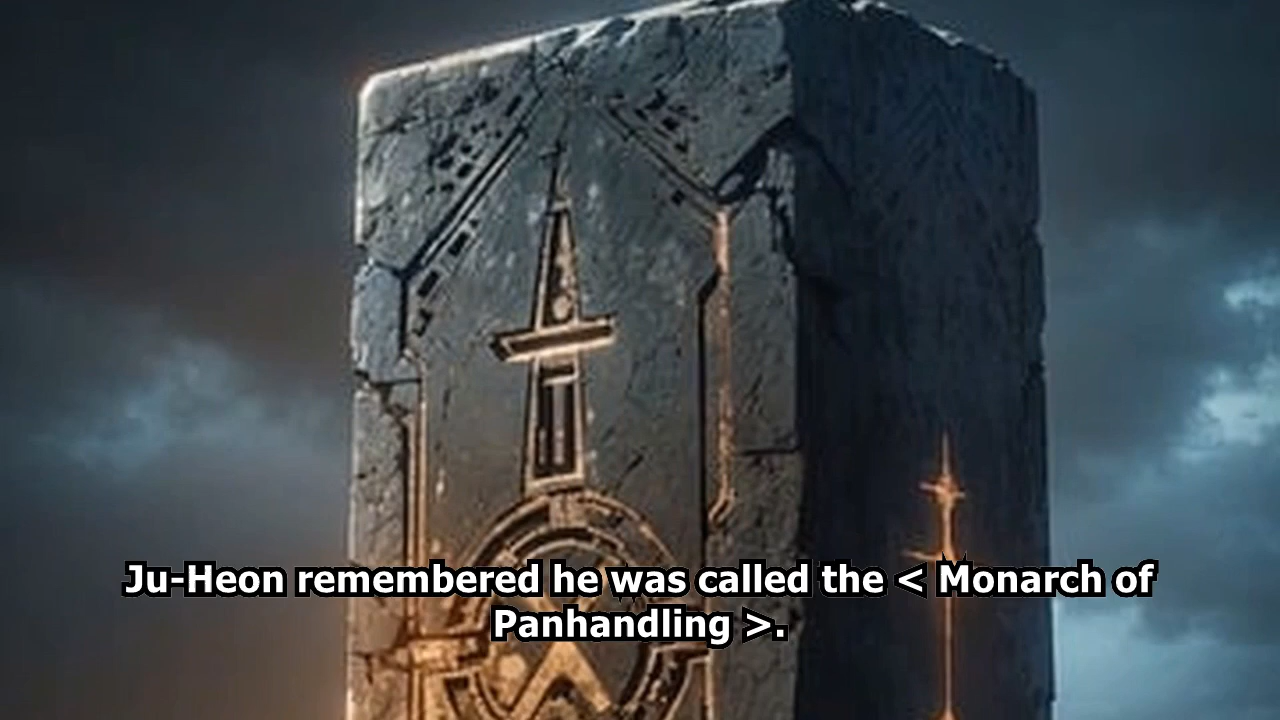 Ju-Heon remembered he was called the < Monarch of
Panhandling >.